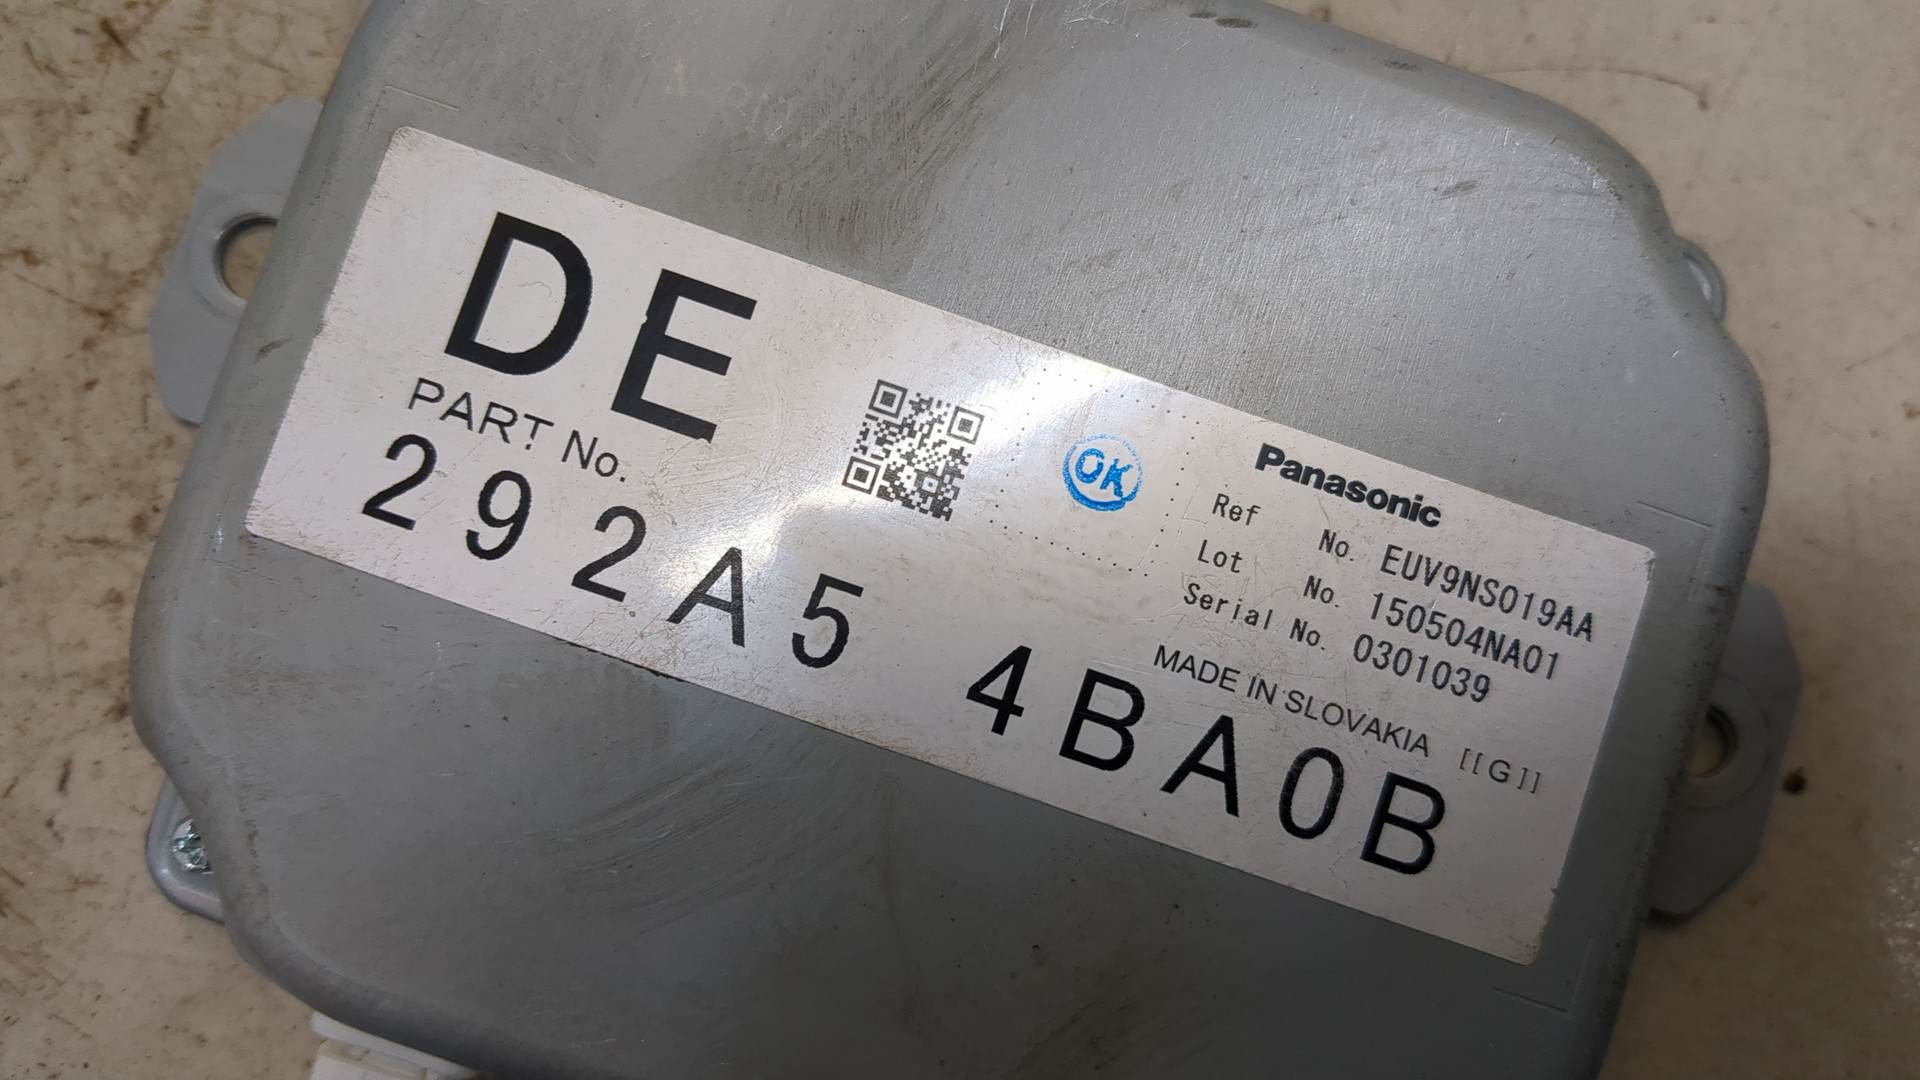 DE
PART No.
292A5 4BA0B
OK
Panasonic
Ref No. EUV9NS019AA
Lot No. 150504NA01
Serial No. 0301039
MADE IN SLOVAKIA [[G]]